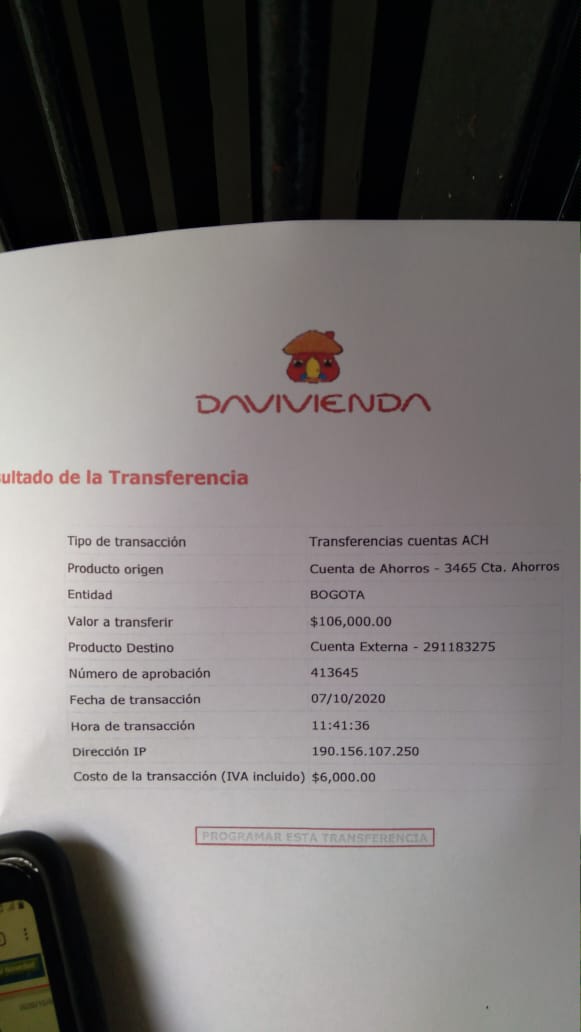 DAVIVIENDA
sultado de la Transferencia
Tipo de transacción Transferencias cuentas ACH
Producto origen Cuenta de Ahorros - 3465 Cta. Ahorros
Entidad BOGOTA
Valor a transferir $106,000.00
Producto Destino Cuenta Externa - 291183275
Número de aprobación 413645
Fecha de transacción 07/10/2020
Hora de transacción 11:41:36
Dirección IP 190.156.107.250
Costo de la transacción (IVA incluido) $6,000.00
PROGRAMAR ESTA TRANSFERENCIA